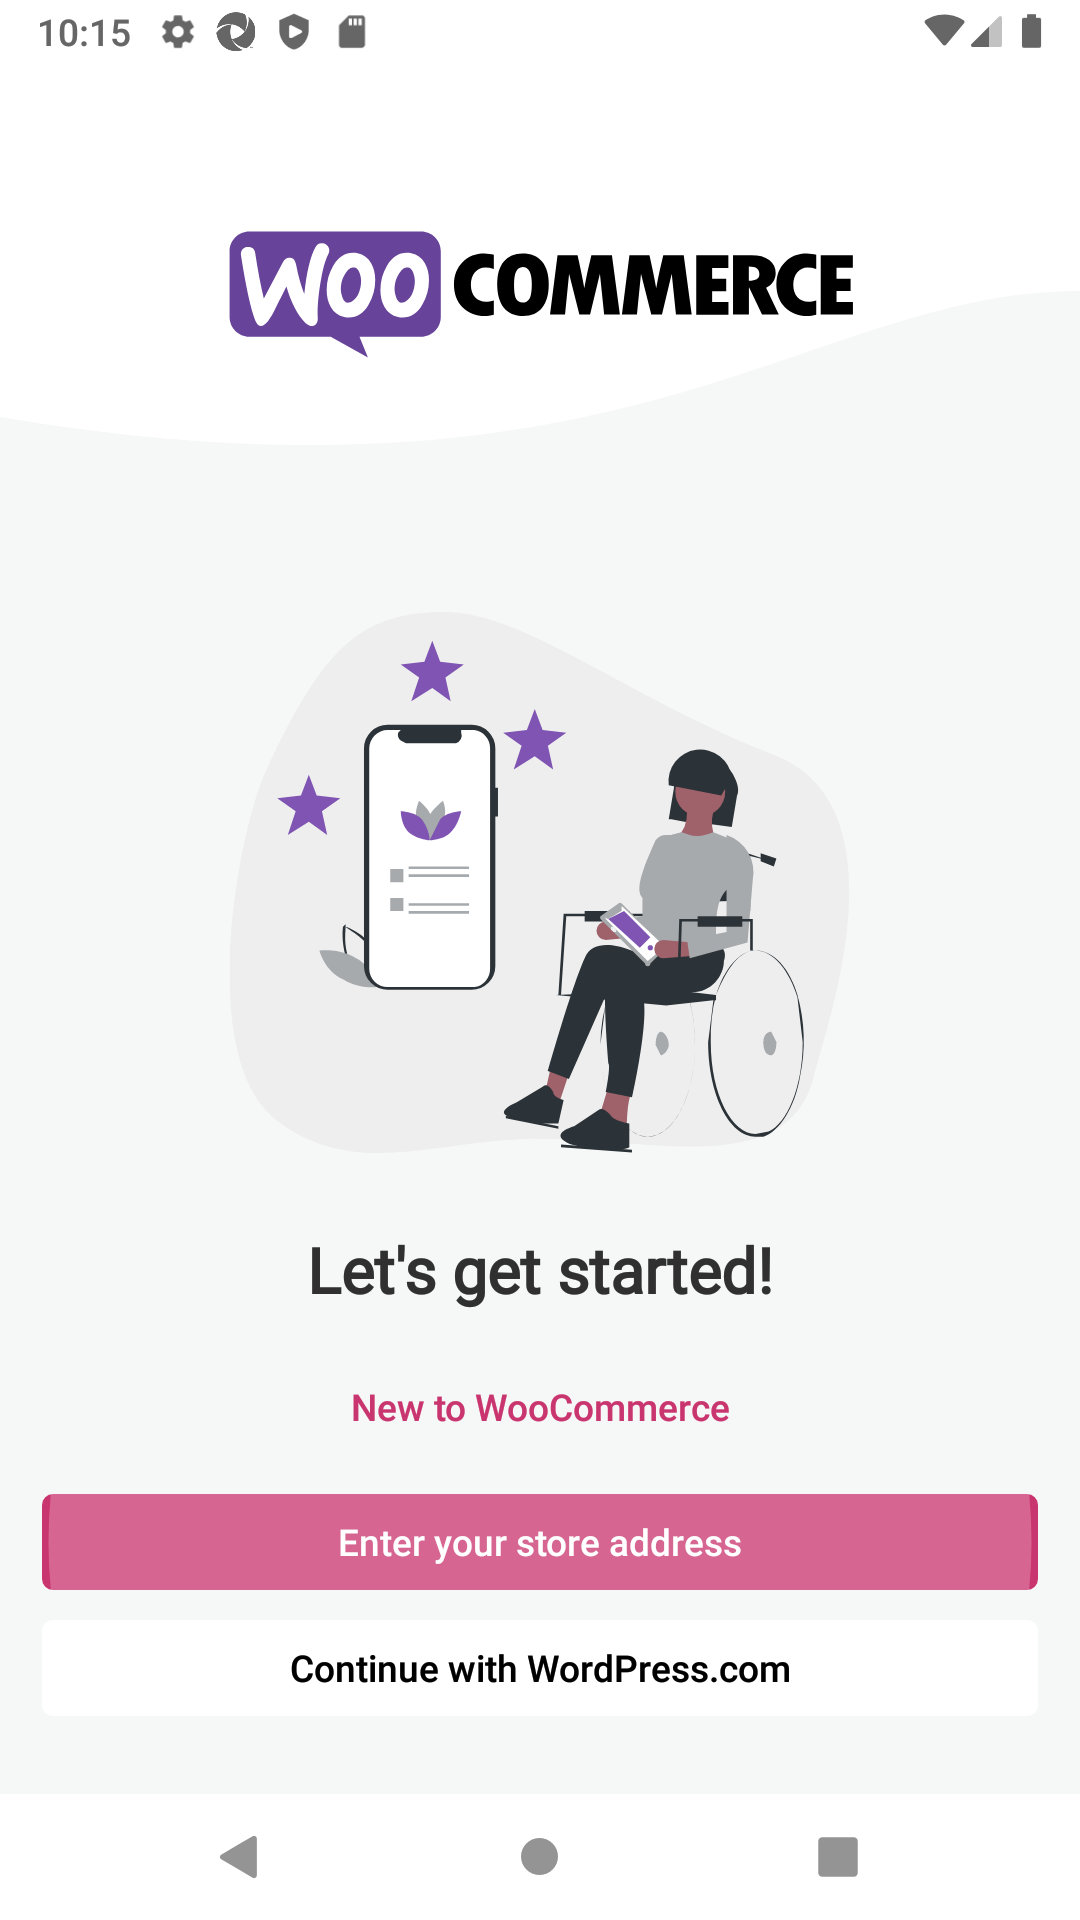 10:15
WOO COMMERCE
Let's get started!
New to WooCommerce
Enter your store address
Continue with WordPress.com